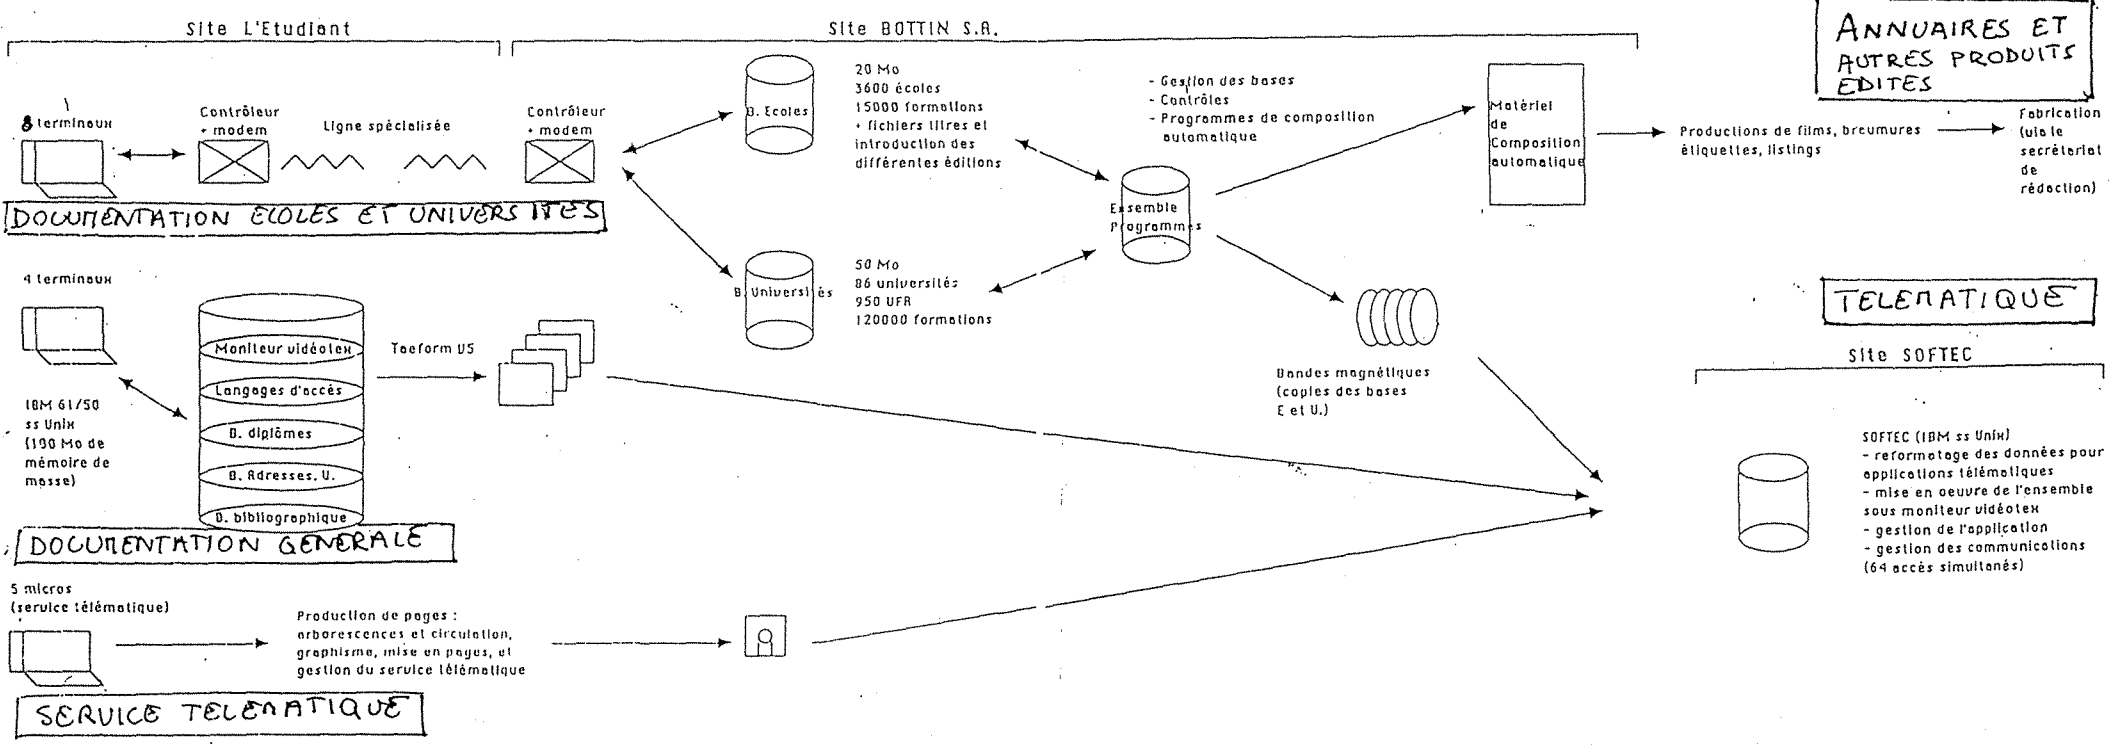 Site L'Etudiant
Site BOTTIN S.A.
ANNUAIRES ET
AUTRES PRODUITS
EDITES
8 terminaux
Contrôleur
+ modem
Ligne spécialisée
Contrôleur
+ modem
B. Ecoles
20 Mo
3600 écoles
15000 formations
+ fichiers titres et
introduction des
différentes éditions
- Gestion des bases
- Contrôles
- Programmes de composition
automatique
Matériel
de
Composition
automatique
Productions de films, breumures
étiquettes, listings
Fabrication
(via le
secrétariat
de
rédaction)
DOCUMENTATION ECOLES ET UNIVERSITES
Ensemble
Programmes
B. Universités
50 Mo
86 universités
950 UFR
120000 formations
4 terminaux
IBM 61/50
ss Unix
(190 Mo de
mémoire de
masse)
Moniteur vidéotex
Langages d'accés
B. diplômes
B. Adresses. U.
B. bibliographique
Taeform US
Bandes magnétiques
(copies des bases
E et U.)
TELEMATIQUE
Site SOFTEC
SOFTEC (IBM ss Unix)
- reformatage des données pour
applications télématiques
- mise en oeuvre de l'ensemble
sous moniteur vidéotex
- gestion de l'application
- gestion des communications
(64 accès simultanés)
DOCUMENTATION GENERALE
5 micros
(service télématique)
Production de pages :
arborescences et circulation,
graphisme, mise en pages, et
gestion du service télématique
SERVICE TELEMATIQUE